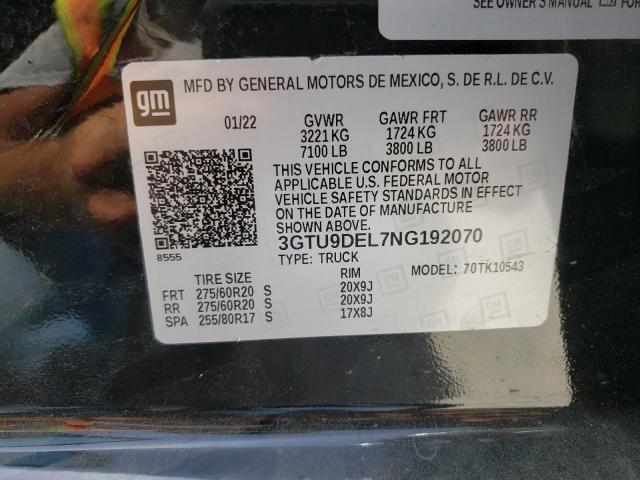 SEE OWNER'S MANUAL FOR
gm
MFD BY GENERAL MOTORS DE MEXICO, S. DE R.L. DE C.V.
01/22 GVWR GAWR FRT GAWR RR
3221 KG 1724 KG 1724 KG
7100 LB 3800 LB 3800 LB
THIS VEHICLE CONFORMS TO ALL
APPLICABLE U.S. FEDERAL MOTOR
VEHICLE SAFETY STANDARDS IN EFFECT
ON THE DATE OF MANUFACTURE
SHOWN ABOVE.
8555 3GTU9DEL7NG192070
TYPE: TRUCK MODEL: 70TK10543
TIRE SIZE RIM
FRT 275/60R20 S 20X9J
RR 275/60R20 S 20X9J
SPA 255/80R17 S 17X8J